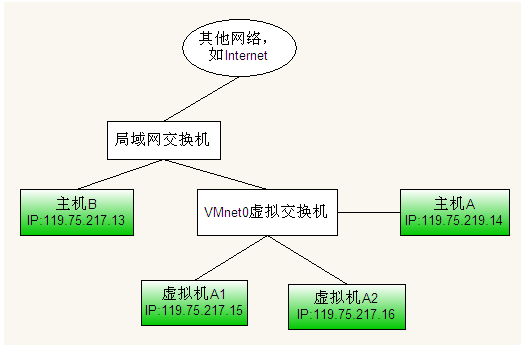 其他网络，
如Internet
局域网交换机
主机B
IP:119.75.217.13
VMnet0虚拟交换机
主机A
IP:119.75.219.14
虚拟机A1
IP:119.75.217.15
虚拟机A2
IP:119.75.217.16